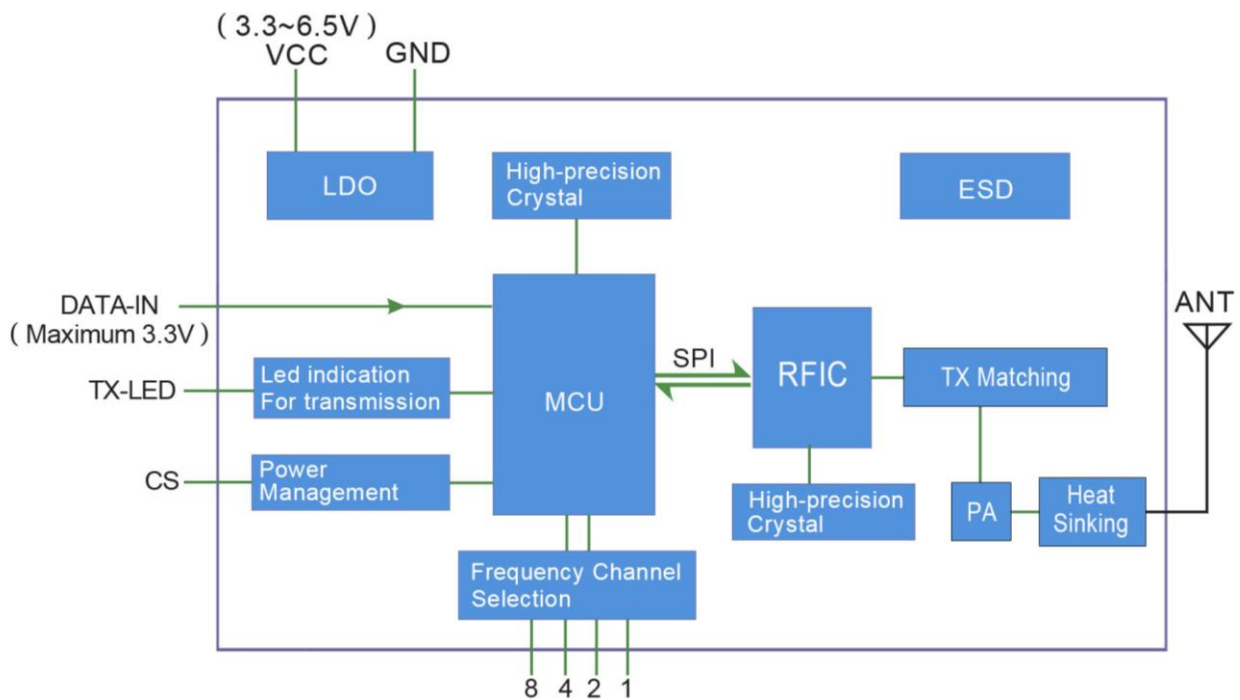 ( 3.3~6.5V )
VCC
GND
LDO
High-precision
Crystal
ESD
DATA-IN
( Maximum 3.3V )
ANT
TX-LED
Led indication
For transmission
MCU
SPI
RFIC
TX Matching
CS
Power
Management
High-precision
Crystal
PA
Heat
Sinking
Frequency Channel
Selection
8 4 2 1